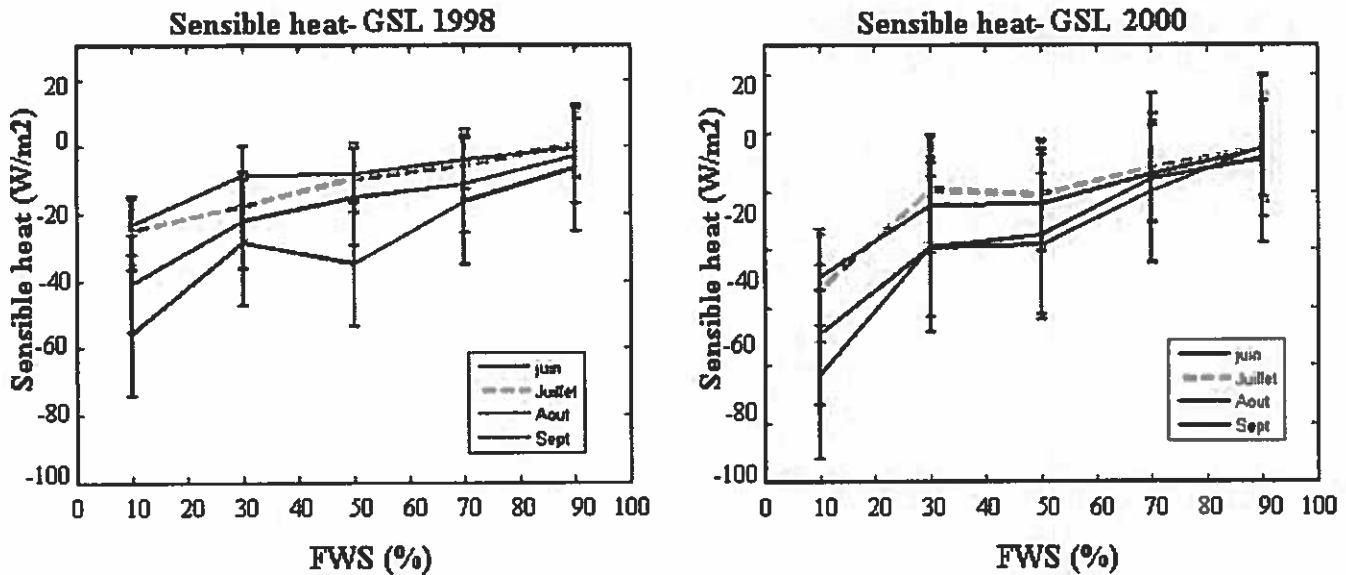 Sensible heat- GSL 1998
Sensible heat (W/m2)
20
0
-20
-40
-60
-80
-100
0 10 20 30 40 50 60 70 80 90 100
FWS (%)
juin
Juillet
Aout
Sept
Sensible heat- GSL 2000
Sensible heat (W/m2)
20
0
-20
-40
-60
-80
-100
0 10 20 30 40 50 60 70 80 90 100
FWS (%)
juin
Juillet
Aout
Sept